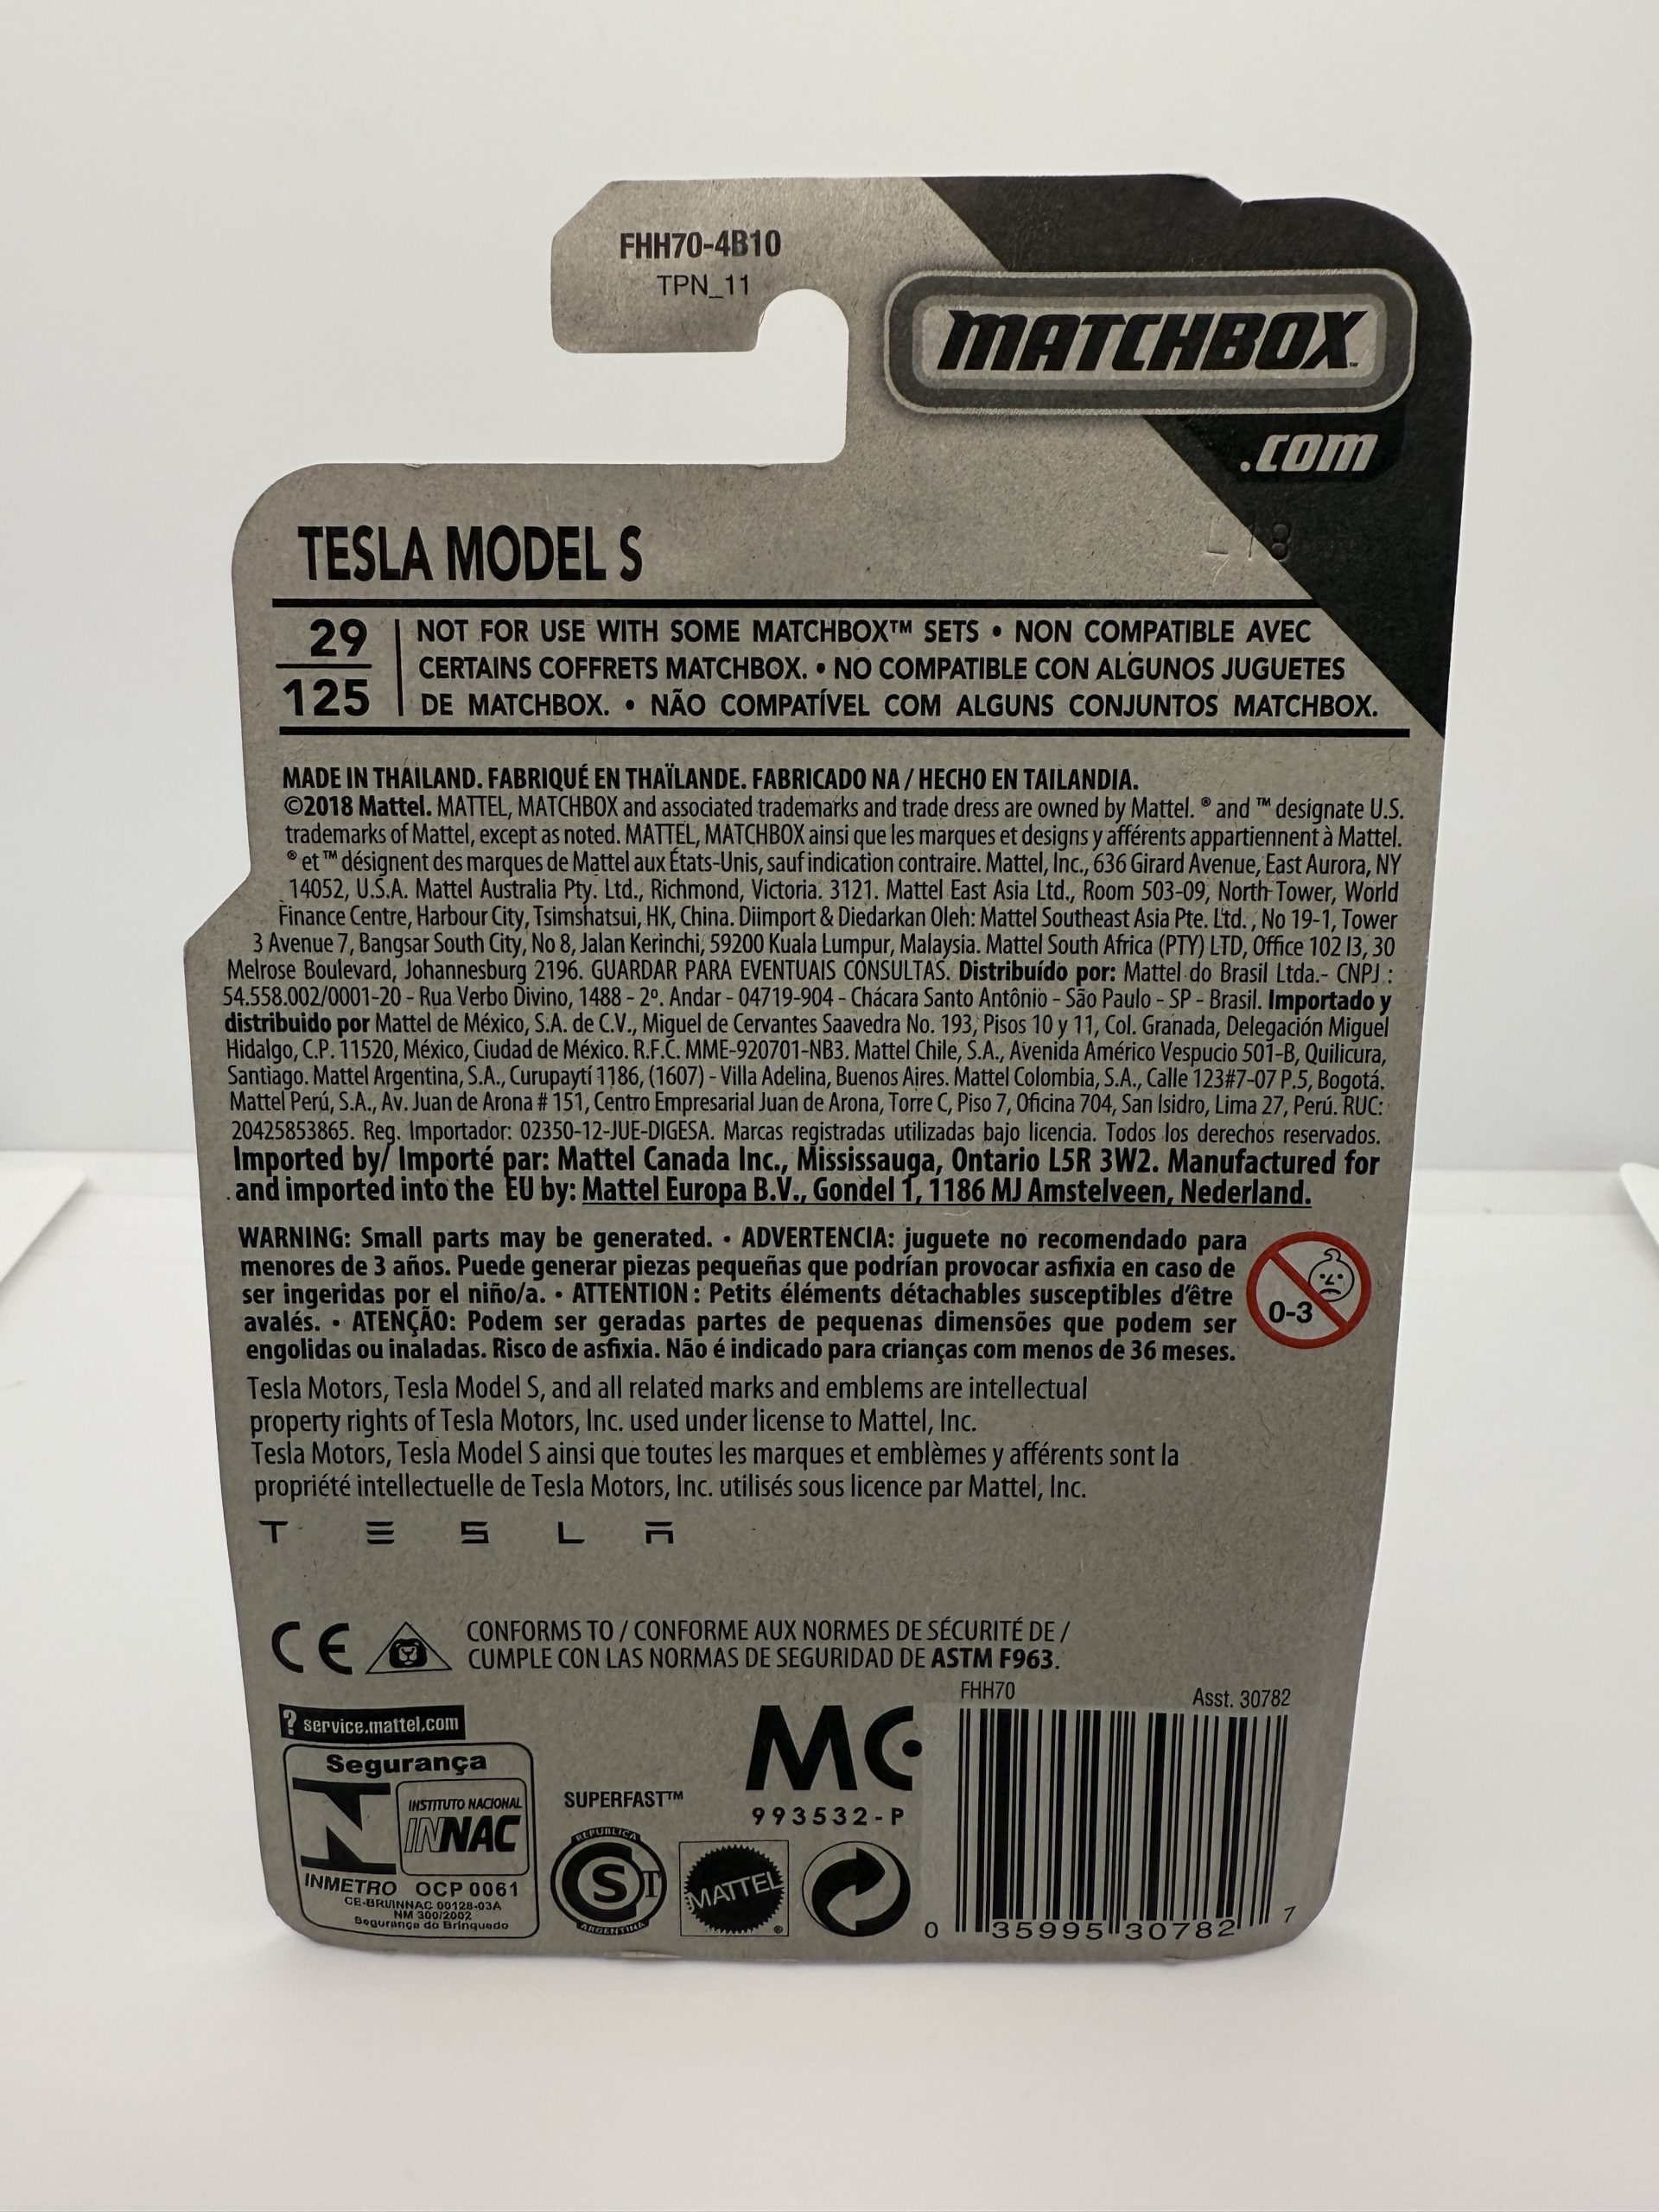 FHH70-4B10
TPN_11
MATCHBOX™
.com
L18
TESLA MODEL S
29
125
NOT FOR USE WITH SOME MATCHBOX™ SETS • NON COMPATIBLE AVEC
CERTAINS COFFRETS MATCHBOX. • NO COMPATIBLE CON ALGUNOS JUGUETES
DE MATCHBOX. • NÃO COMPATÍVEL COM ALGUNS CONJUNTOS MATCHBOX.
MADE IN THAILAND. FABRIQUÉ EN THAÏLANDE. FABRICADO NA / HECHO EN TAILANDIA.
©2018 Mattel. MATTEL, MATCHBOX and associated trademarks and trade dress are owned by Mattel. ® and ™ designate U.S.
trademarks of Mattel, except as noted. MATTEL, MATCHBOX ainsi que les marques et designs y afférents appartiennent à Mattel.
® et ™ désignent des marques de Mattel aux États-Unis, sauf indication contraire. Mattel, Inc., 636 Girard Avenue, East Aurora, NY
14052, U.S.A. Mattel Australia Pty. Ltd., Richmond, Victoria. 3121. Mattel East Asia Ltd., Room 503-09, North Tower, World
Finance Centre, Harbour City, Tsimshatsui, HK, China. Diimport & Diedarkan Oleh: Mattel Southeast Asia Pte. Ltd. , No 19-1, Tower
3 Avenue 7, Bangsar South City, No 8, Jalan Kerinchi, 59200 Kuala Lumpur, Malaysia. Mattel South Africa (PTY) LTD, Office 102 I3, 30
Melrose Boulevard, Johannesburg 2196. GUARDAR PARA EVENTUAIS CONSULTAS. Distribuído por: Mattel do Brasil Ltda.- CNPJ :
54.558.002/0001-20 - Rua Verbo Divino, 1488 - 2º. Andar - 04719-904 - Chácara Santo Antônio - São Paulo - SP - Brasil. Importado y
distribuido por Mattel de México, S.A. de C.V., Miguel de Cervantes Saavedra No. 193, Pisos 10 y 11, Col. Granada, Delegación Miguel
Hidalgo, C.P. 11520, México, Ciudad de México. R.F.C. MME-920701-NB3. Mattel Chile, S.A., Avenida Américo Vespucio 501-B, Quilicura,
Santiago. Mattel Argentina, S.A., Curupaytí 1186, (1607) - Villa Adelina, Buenos Aires. Mattel Colombia, S.A., Calle 123#7-07 P.5, Bogotá.
Mattel Perú, S.A., Av. Juan de Arona # 151, Centro Empresarial Juan de Arona, Torre C, Piso 7, Oficina 704, San Isidro, Lima 27, Perú. RUC:
20425853865. Reg. Importador: 02350-12-JUE-DIGESA. Marcas registradas utilizadas bajo licencia. Todos los derechos reservados.
Imported by/ Importé par: Mattel Canada Inc., Mississauga, Ontario L5R 3W2. Manufactured for
and imported into the EU by: Mattel Europa B.V., Gondel 1, 1186 MJ Amstelveen, Nederland.
WARNING: Small parts may be generated. • ADVERTENCIA: juguete no recomendado para
menores de 3 años. Puede generar piezas pequeñas que podrían provocar asfixia en caso de
ser ingeridas por el niño/a. • ATTENTION : Petits éléments détachables susceptibles d'être
avalés. • ATENÇÃO: Podem ser geradas partes de pequenas dimensões que podem ser
engolidas ou inaladas. Risco de asfixia. Não é indicado para crianças com menos de 36 meses.
0-3
Tesla Motors, Tesla Model S, and all related marks and emblems are intellectual
property rights of Tesla Motors, Inc. used under license to Mattel, Inc.
Tesla Motors, Tesla Model S ainsi que toutes les marques et emblèmes y afférents sont la
propriété intellectuelle de Tesla Motors, Inc. utilisés sous licence par Mattel, Inc.
TESLA
CE
CONFORMS TO / CONFORME AUX NORMES DE SÉCURITÉ DE /
CUMPLE CON LAS NORMAS DE SEGURIDAD DE ASTM F963.
FHH70 Asst. 30782
? service.mattel.com
Segurança
INSTITUTO NACIONAL
INNAC
INMETRO OCP 0061
CE-BRI/INNAC 00128-03A
NM 300/2002
Segurança do Brinquedo
SUPERFAST™
REPUBLICA
S T
ARGENTINA
MC
993532-P
MATTEL ®
0 35995 30782 7